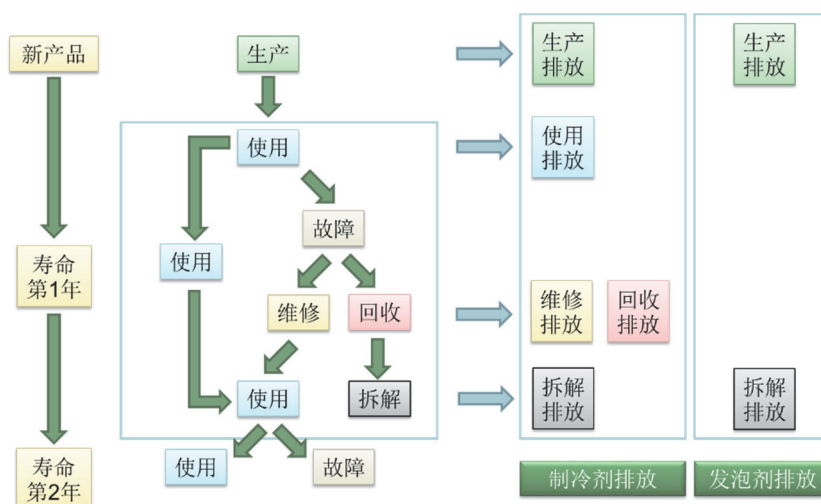 新产品
生产
生产
排放
生产
排放
使用
使用
排放
故障
寿命
第1年
使用
维修
回收
维修
排放
回收
排放
使用
拆解
拆解
排放
拆解
排放
寿命
第2年
使用
故障
制冷剂排放
发泡剂排放